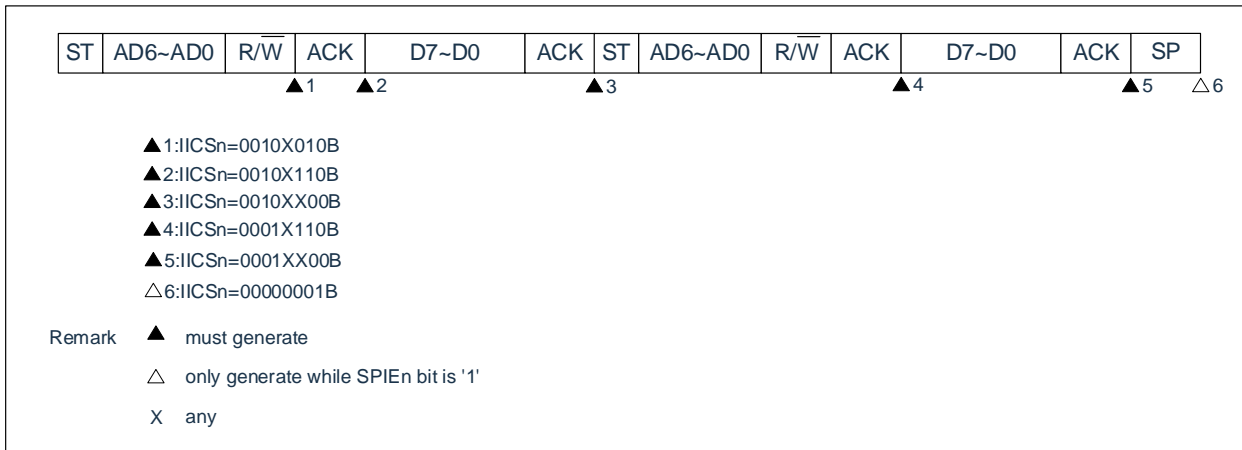 ST AD6~AD0 R/W̅ ACK D7~D0 ACK ST AD6~AD0 R/W̅ ACK D7~D0 ACK SP
▲1 ▲2 ▲3 ▲4 ▲5 △6
▲1:IICSn=0010X010B
▲2:IICSn=0010X110B
▲3:IICSn=0010XX00B
▲4:IICSn=0001X110B
▲5:IICSn=0001XX00B
△6:IICSn=00000001B
Remark ▲ must generate
△ only generate while SPIEn bit is '1'
X any